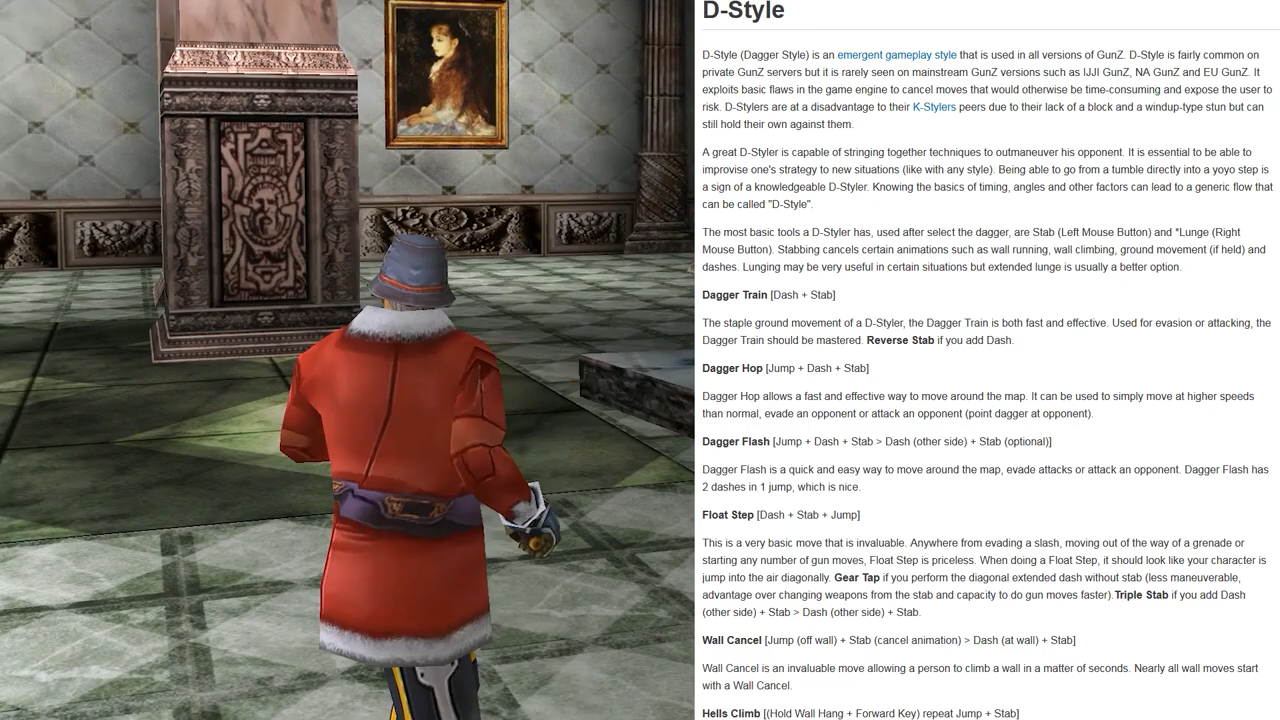 D-Style
D-Style (Dagger Style) is an emergent gameplay style that is used in all versions of GunZ. D-Style is fairly common on
private GunZ servers but it is rarely seen on mainstream GunZ versions such as IJJI GunZ, NA GunZ and EU GunZ. It
exploits basic flaws in the game engine to cancel moves that would otherwise be time-consuming and expose the user to
risk. D-Stylers are at a disadvantage to their K-Stylers peers due to their lack of a block and a windup-type stun but can
still hold their own against them.
A great D-Styler is capable of stringing together techniques to outmaneuver his opponent. It is essential to be able to
improvise one's strategy to new situations (like with any style). Being able to go from a tumble directly into a yoyo step is
a sign of a knowledgeable D-Styler. Knowing the basics of timing, angles and other factors can lead to a generic flow that
can be called "D-Style".
The most basic tools a D-Styler has, used after select the dagger, are Stab (Left Mouse Button) and *Lunge (Right
Mouse Button). Stabbing cancels certain animations such as wall running, wall climbing, ground movement (if held) and
dashes. Lunging may be very useful in certain situations but extended lunge is usually a better option.
Dagger Train [Dash + Stab]
The staple ground movement of a D-Styler, the Dagger Train is both fast and effective. Used for evasion or attacking, the
Dagger Train should be mastered. Reverse Stab if you add Dash.
Dagger Hop [Jump + Dash + Stab]
Dagger Hop allows a fast and effective way to move around the map. It can be used to simply move at higher speeds
than normal, evade an opponent or attack an opponent (point dagger at opponent).
Dagger Flash [Jump + Dash + Stab > Dash (other side) + Stab (optional)]
Dagger Flash is a quick and easy way to move around the map, evade attacks or attack an opponent. Dagger Flash has
2 dashes in 1 jump, which is nice.
Float Step [Dash + Stab + Jump]
This is a very basic move that is invaluable. Anywhere from evading a slash, moving out of the way of a grenade or
starting any number of gun moves, Float Step is priceless. When doing a Float Step, it should look like your character is
jump into the air diagonally. Gear Tap if you perform the diagonal extended dash without stab (less maneuverable,
advantage over changing weapons from the stab and capacity to do gun moves faster).Triple Stab if you add Dash
(other side) + Stab > Dash (other side) + Stab.
Wall Cancel [Jump (off wall) + Stab (cancel animation) > Dash (at wall) + Stab]
Wall Cancel is an invaluable move allowing a person to climb a wall in a matter of seconds. Nearly all wall moves start
with a Wall Cancel.
Hells Climb [(Hold Wall Hang + Forward Key) repeat Jump + Stab]